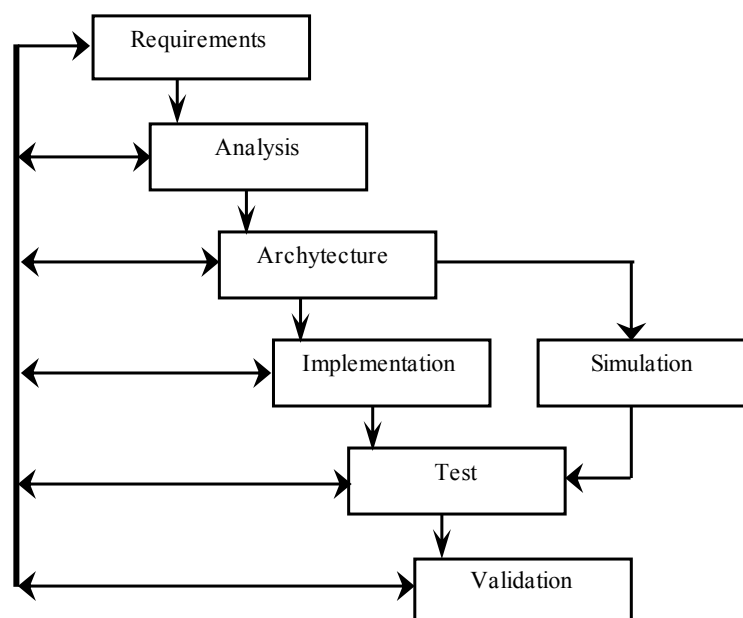 Requirements
Analysis
Archytecture
Implementation
Simulation
Test
Validation